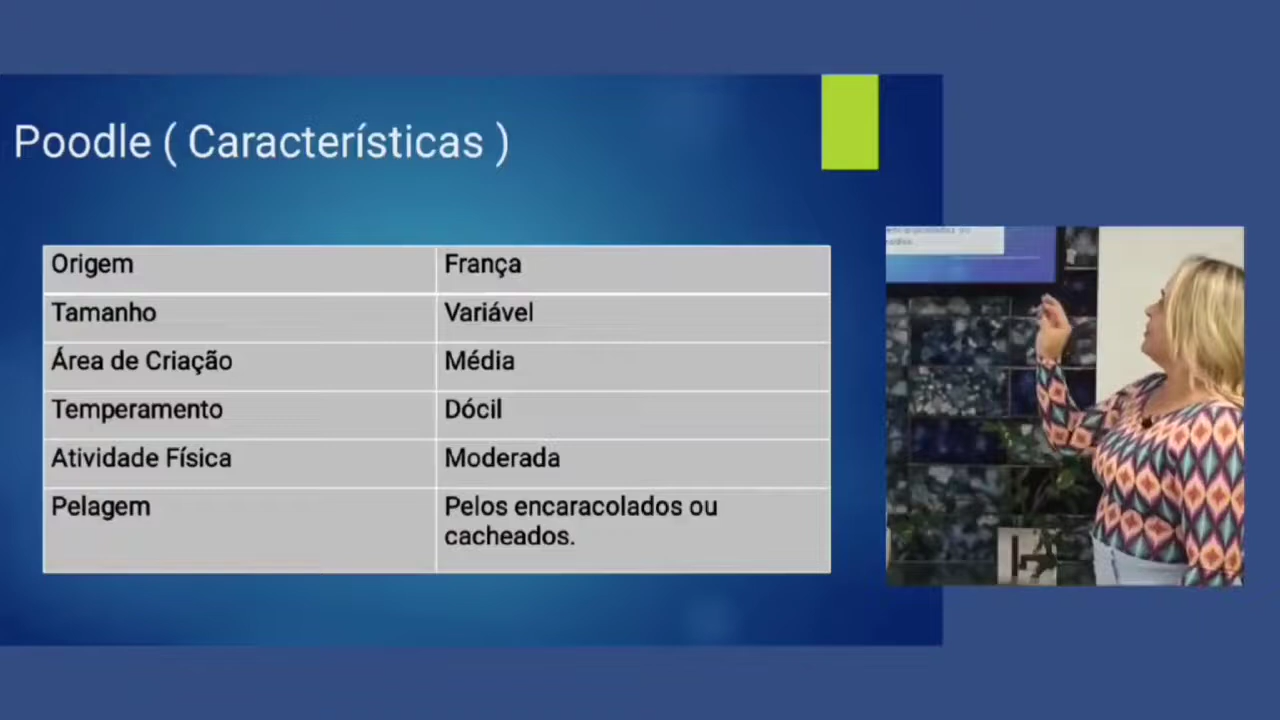 Poodle ( Características )
Origem França
Tamanho Variável
Área de Criação Média
Temperamento Dócil
Atividade Física Moderada
Pelagem Pelos encaracolados ou
cacheados.